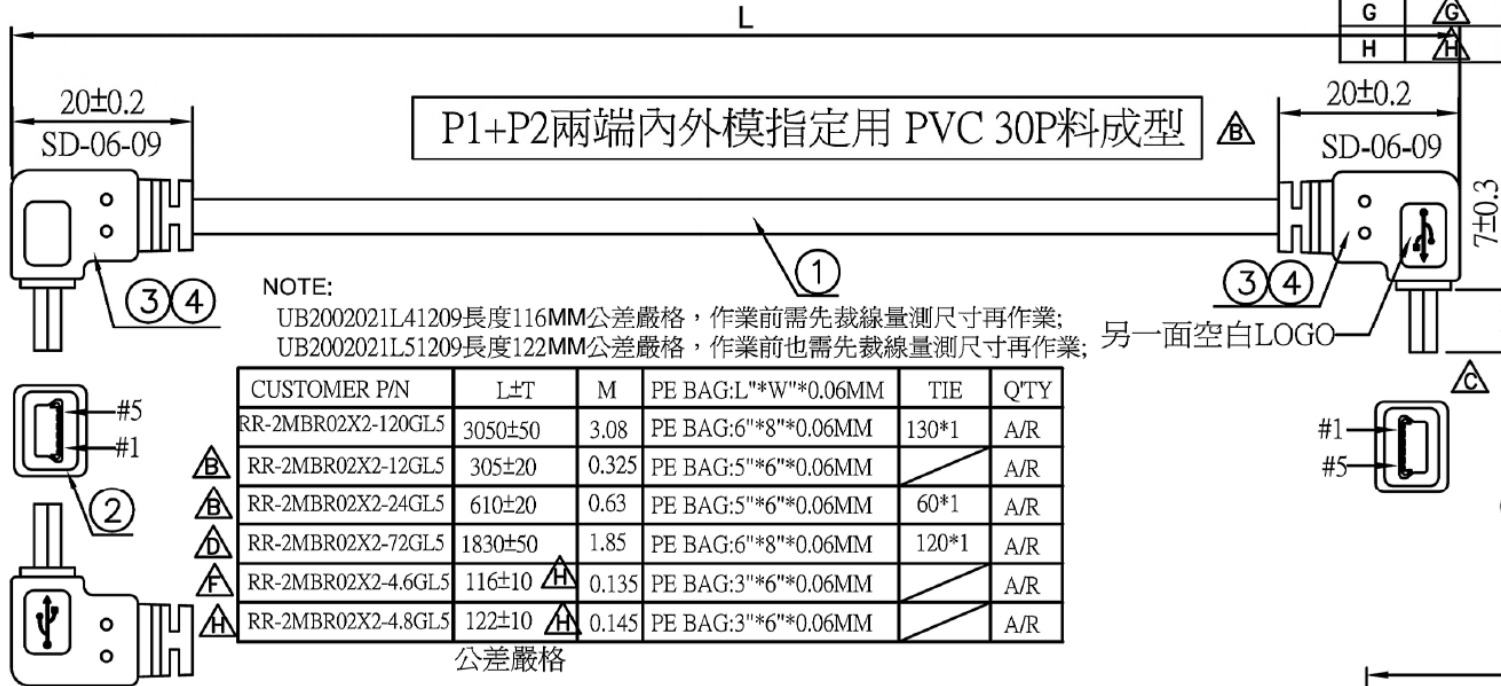 L
G G
H H
20±0.2
SD-06-09
P1+P2兩端內外模指定用 PVC 30P料成型 B
20±0.2
SD-06-09
7±0.3
1
3 4
3 4
NOTE:
UB2002021L41209長度116MM公差嚴格，作業前需先裁線量測尺寸再作業;
UB2002021L51209長度122MM公差嚴格，作業前也需先裁線量測尺寸再作業;
另一面空白LOGO
C
#5
#1
2
#1
#5
CUSTOMER P/N L±T M PE BAG:L"*W"*0.06MM TIE Q'TY
RR-2MBR02X2-120GL5 3050±50 3.08 PE BAG:6"*8"*0.06MM 130*1 A/R
B RR-2MBR02X2-12GL5 305±20 0.325 PE BAG:5"*6"*0.06MM A/R
B RR-2MBR02X2-24GL5 610±20 0.63 PE BAG:5"*6"*0.06MM 60*1 A/R
D RR-2MBR02X2-72GL5 1830±50 1.85 PE BAG:6"*8"*0.06MM 120*1 A/R
F RR-2MBR02X2-4.6GL5 116±10 H 0.135 PE BAG:3"*6"*0.06MM A/R
H RR-2MBR02X2-4.8GL5 122±10 H 0.145 PE BAG:3"*6"*0.06MM A/R
公差嚴格